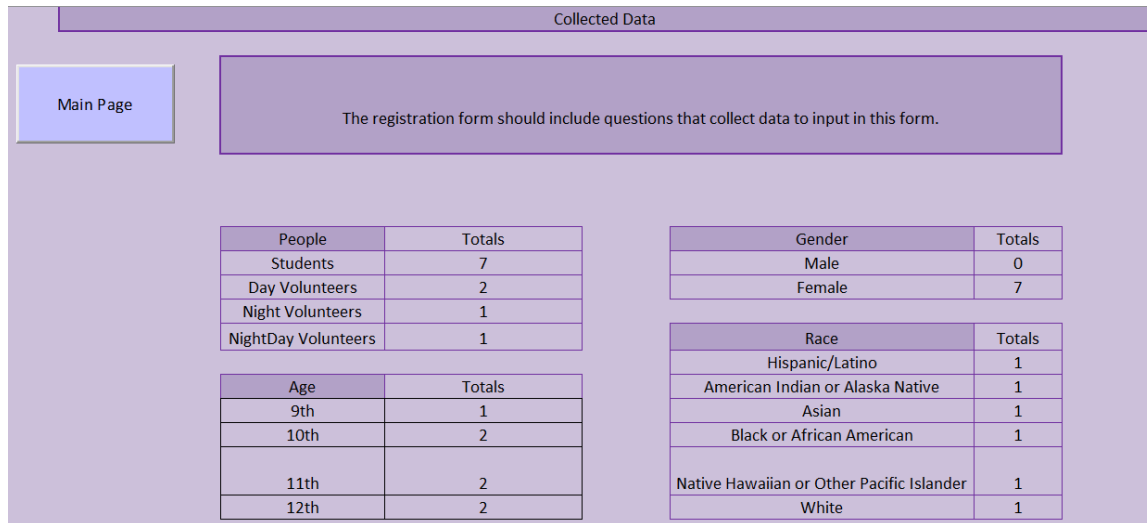 Collected Data
Main Page
The registration form should include questions that collect data to input in this form.
People Totals
Students 7
Day Volunteers 2
Night Volunteers 1
NightDay Volunteers 1
Age Totals
9th 1
10th 2
11th 2
12th 2
Gender Totals
Male 0
Female 7
Race Totals
Hispanic/Latino 1
American Indian or Alaska Native 1
Asian 1
Black or African American 1
Native Hawaiian or Other Pacific Islander 1
White 1